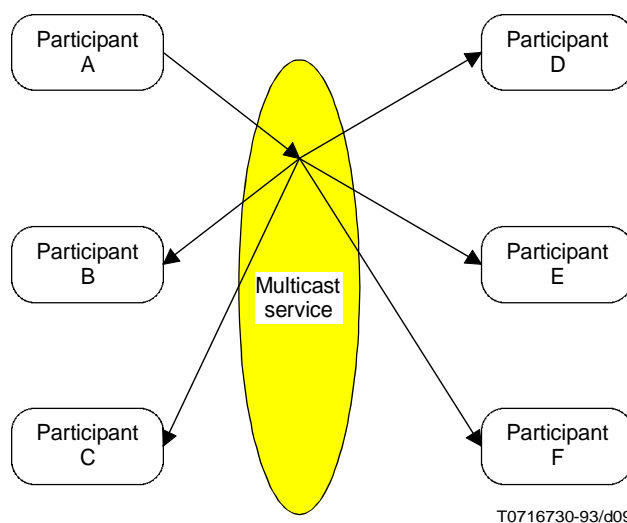 Participant
A
Participant
D
Participant
B
Multicast
service
Participant
E
Participant
C
Participant
F
T0716730-93/d09